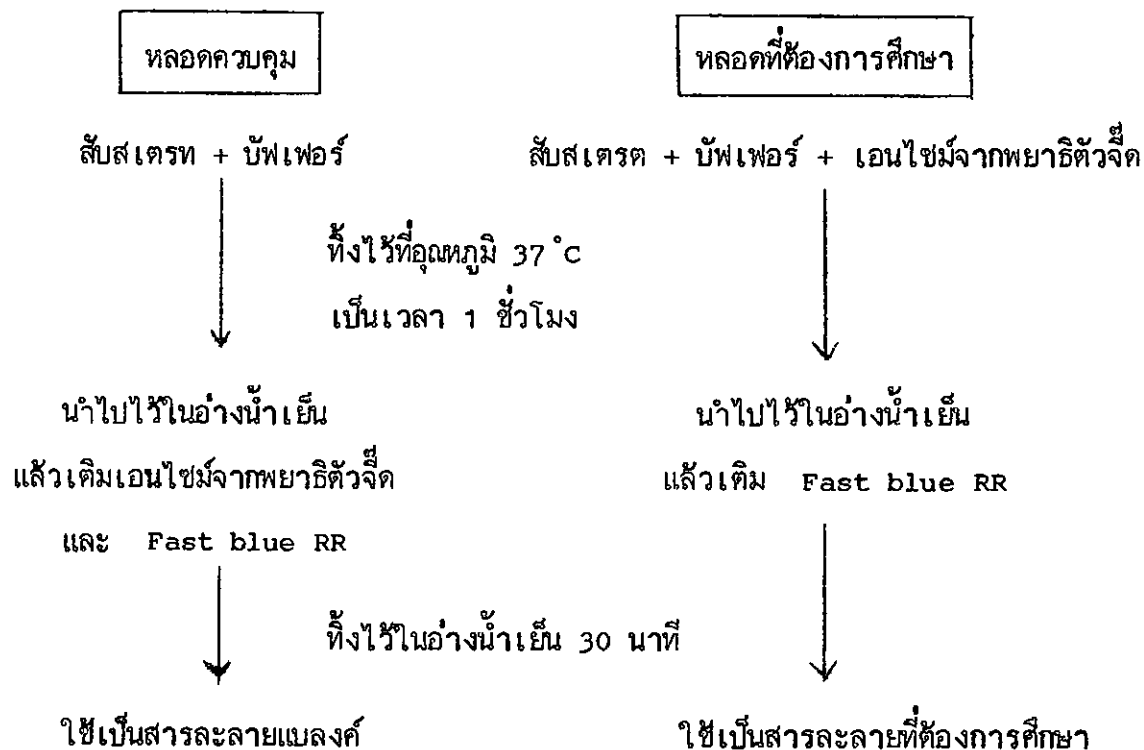 หลอดควบคุม
หลอดที่ต้องการศึกษา
สับสเตรท + บัฟเฟอร์
สับสเตรต + บัฟเฟอร์ + เอนไซม์จากพยาธิตัวจี๊ด
ทิ้งไว้ที่อุณหภูมิ 37 °C
เป็นเวลา 1 ชั่วโมง
นำไปไว้ในอ่างน้ำเย็น
แล้วเติมเอนไซม์จากพยาธิตัวจี๊ด
และ Fast blue RR
นำไปไว้ในอ่างน้ำเย็น
แล้วเติม Fast blue RR
ทิ้งไว้ในอ่างน้ำเย็น 30 นาที
ใช้เป็นสารละลายแบลงค์
ใช้เป็นสารละลายที่ต้องการศึกษา